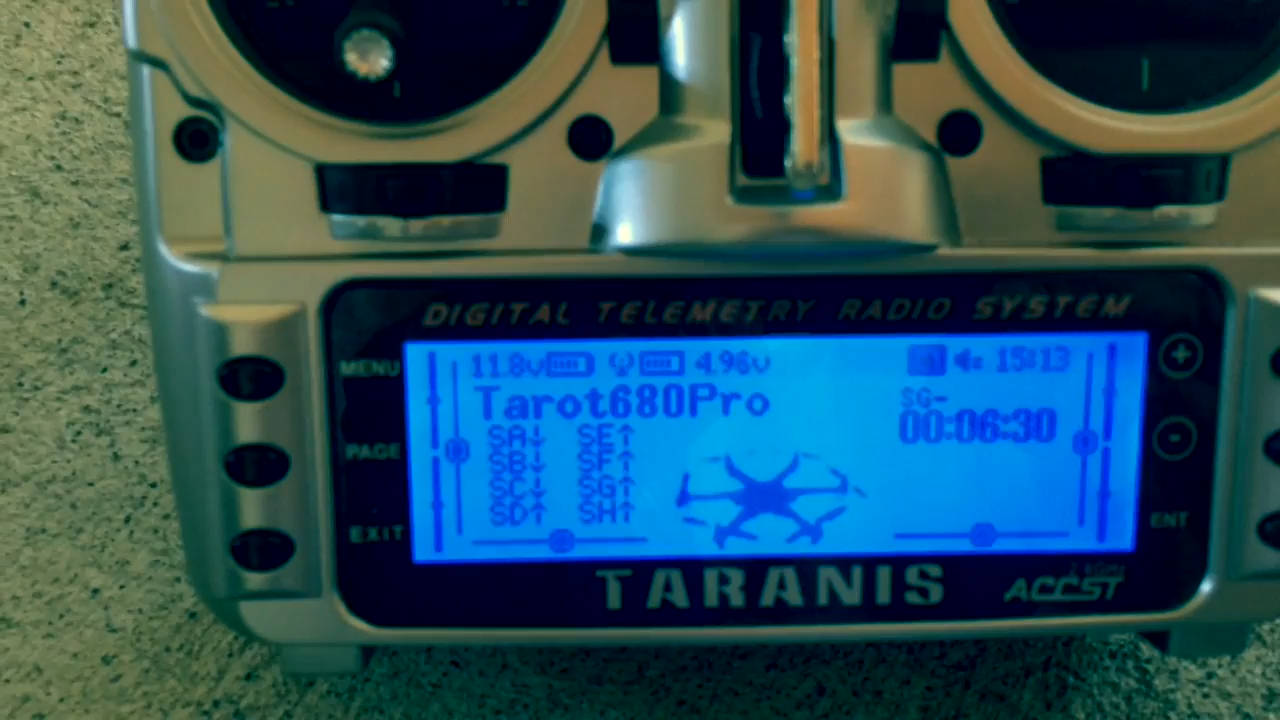 DIGITAL TELEMETRY RADIO SYSTEM
MENU
PAGE
EXIT
11.8v 4.96v 15:13
Tarot680Pro
SG-
00:06:30
SA↓ SE↑
SB↓ SF↑
SC↓ SG↑
SD↑ SH↑
+
-
ENT
TARANIS
ACCST